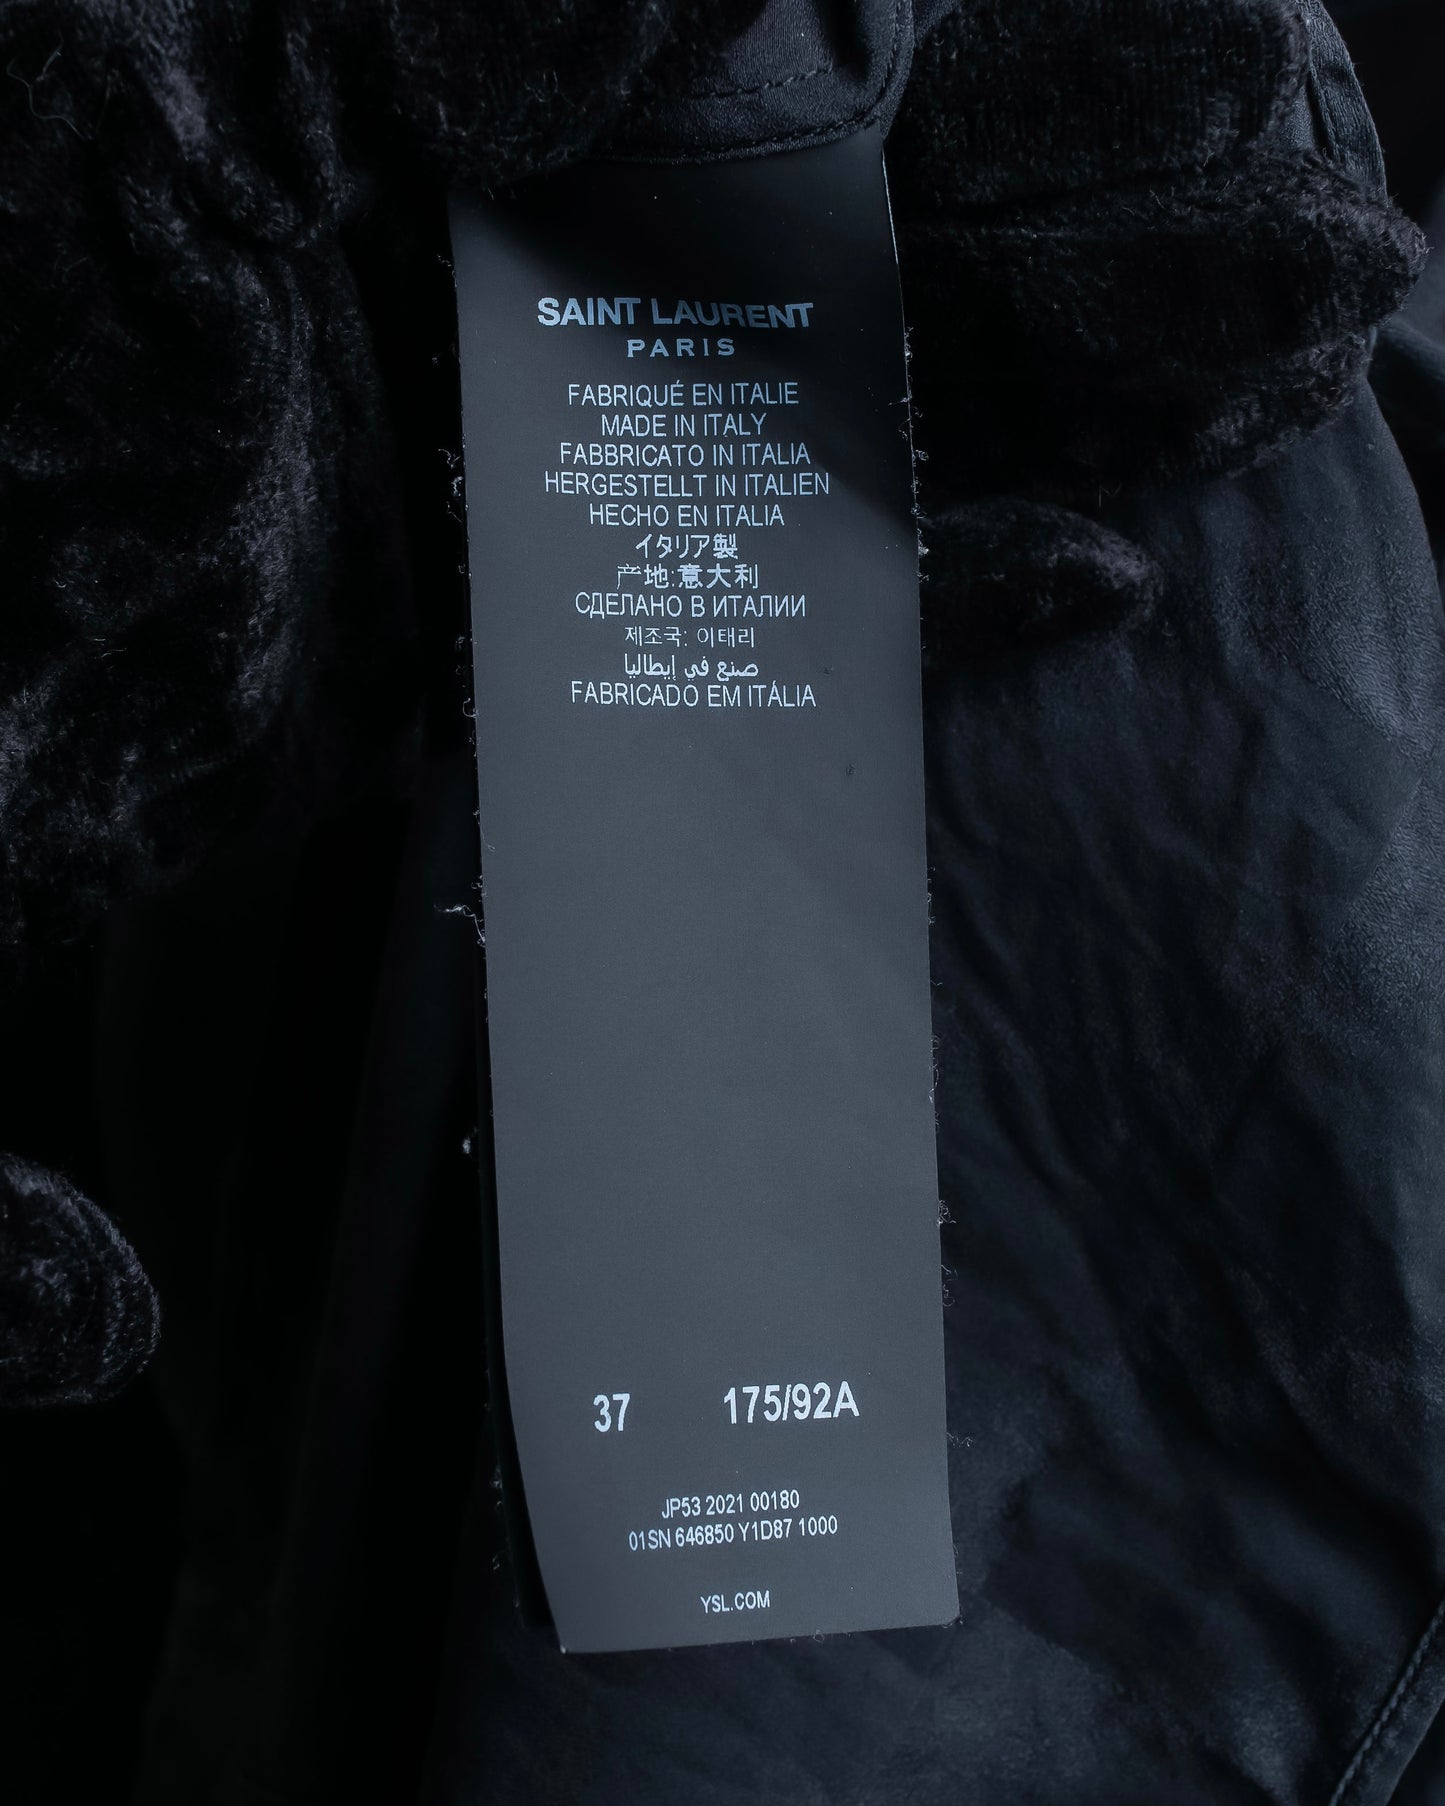 SAINT LAURENT
PARIS
FABRIQUÉ EN ITALIE
MADE IN ITALY
FABBRICATO IN ITALIA
HERGESTELLT IN ITALIEN
HECHO EN ITALIA
イタリア製
产地:意大利
СДЕЛАНО В ИТАЛИИ
제조국: 이태리
صنع في إيطاليا
FABRICADO EM ITÁLIA
37 175/92A
JP53 2021 00180
01SN 646850 Y1D87 1000
YSL.COM